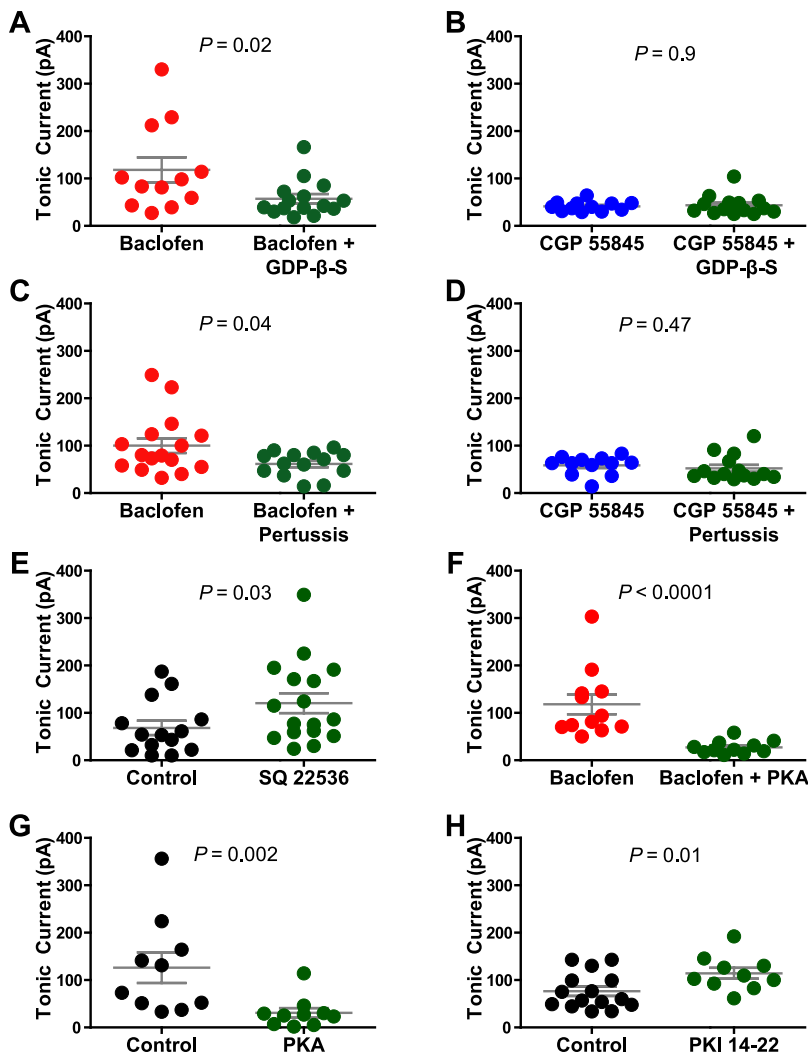 A
Tonic Current (pA)
400
300
200
100
0
P = 0.02
Baclofen
Baclofen +
GDP-β-S
B
Tonic Current (pA)
400
300
200
100
0
P = 0.9
CGP 55845
CGP 55845 +
GDP-β-S
C
Tonic Current (pA)
400
300
200
100
0
P = 0.04
Baclofen
Baclofen +
Pertussis
D
Tonic Current (pA)
400
300
200
100
0
P = 0.47
CGP 55845
CGP 55845 +
Pertussis
E
Tonic Current (pA)
400
300
200
100
0
P = 0.03
Control
SQ 22536
F
Tonic Current (pA)
400
300
200
100
0
P < 0.0001
Baclofen
Baclofen + PKA
G
Tonic Current (pA)
400
300
200
100
0
P = 0.002
Control
PKA
H
Tonic Current (pA)
400
300
200
100
0
P = 0.01
Control
PKI 14-22